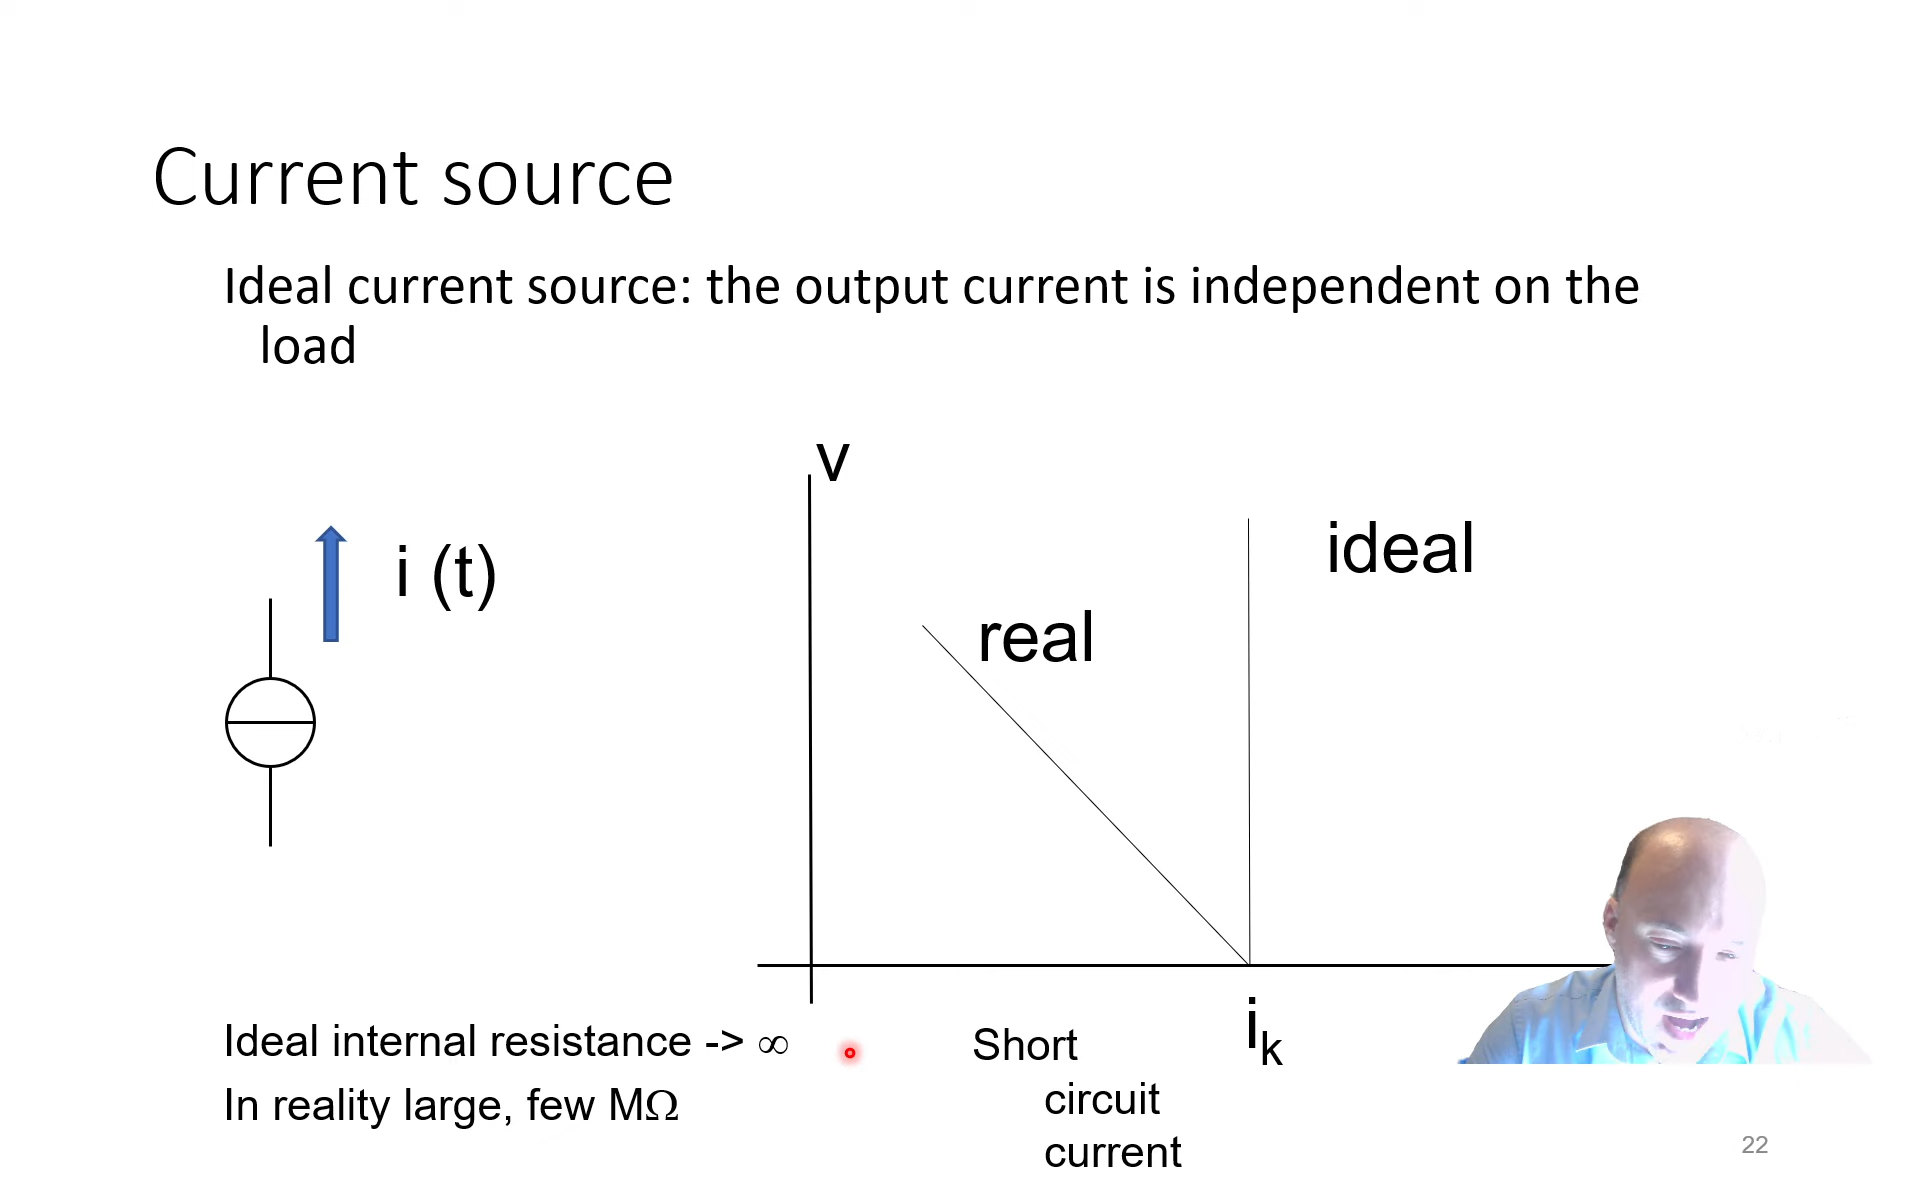 Current source
Ideal current source: the output current is independent on the
load
v
i (t)
ideal
real
Ideal internal resistance -> ∞
In reality large, few MΩ
Short
circuit
current
iₖ
22